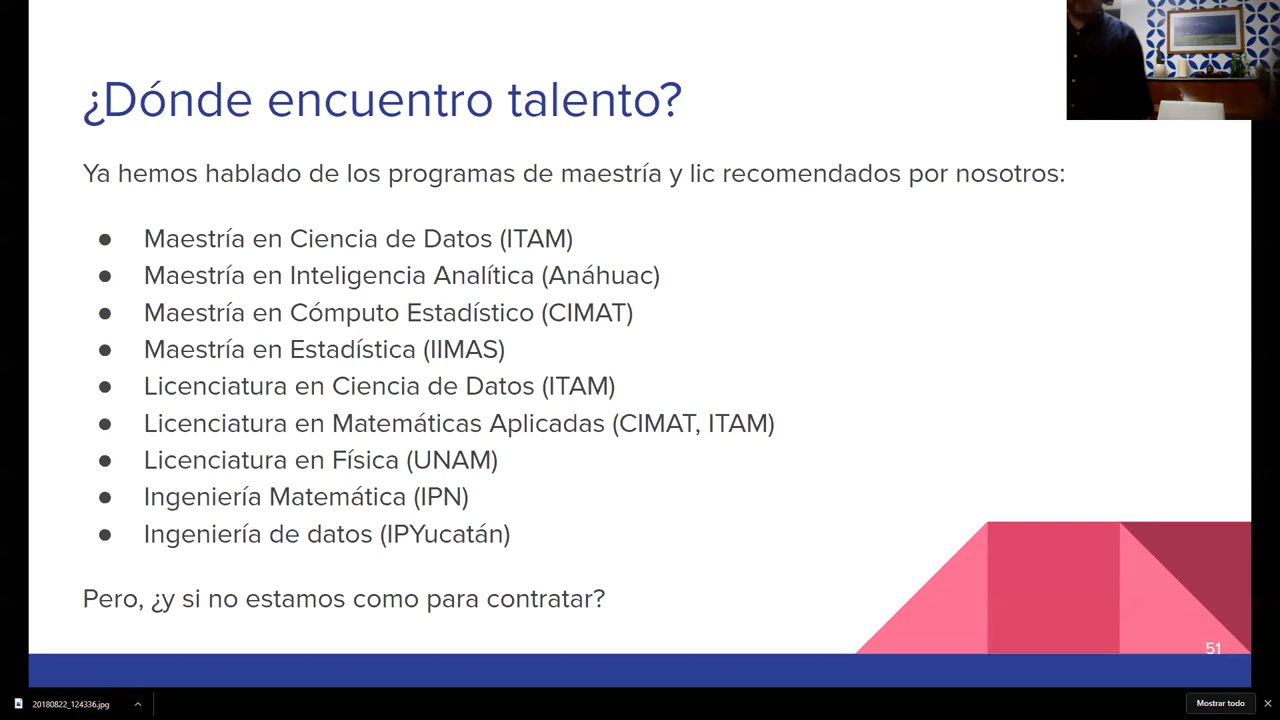 ¿Dónde encuentro talento?
Ya hemos hablado de los programas de maestría y lic recomendados por nosotros:
● Maestría en Ciencia de Datos (ITAM)
● Maestría en Inteligencia Analítica (Anáhuac)
● Maestría en Cómputo Estadístico (CIMAT)
● Maestría en Estadística (IIMAS)
● Licenciatura en Ciencia de Datos (ITAM)
● Licenciatura en Matemáticas Aplicadas (CIMAT, ITAM)
● Licenciatura en Física (UNAM)
● Ingeniería Matemática (IPN)
● Ingeniería de datos (IPYucatán)
Pero, ¿y si no estamos como para contratar?
51
20180822_124336.jpg
Mostrar todo